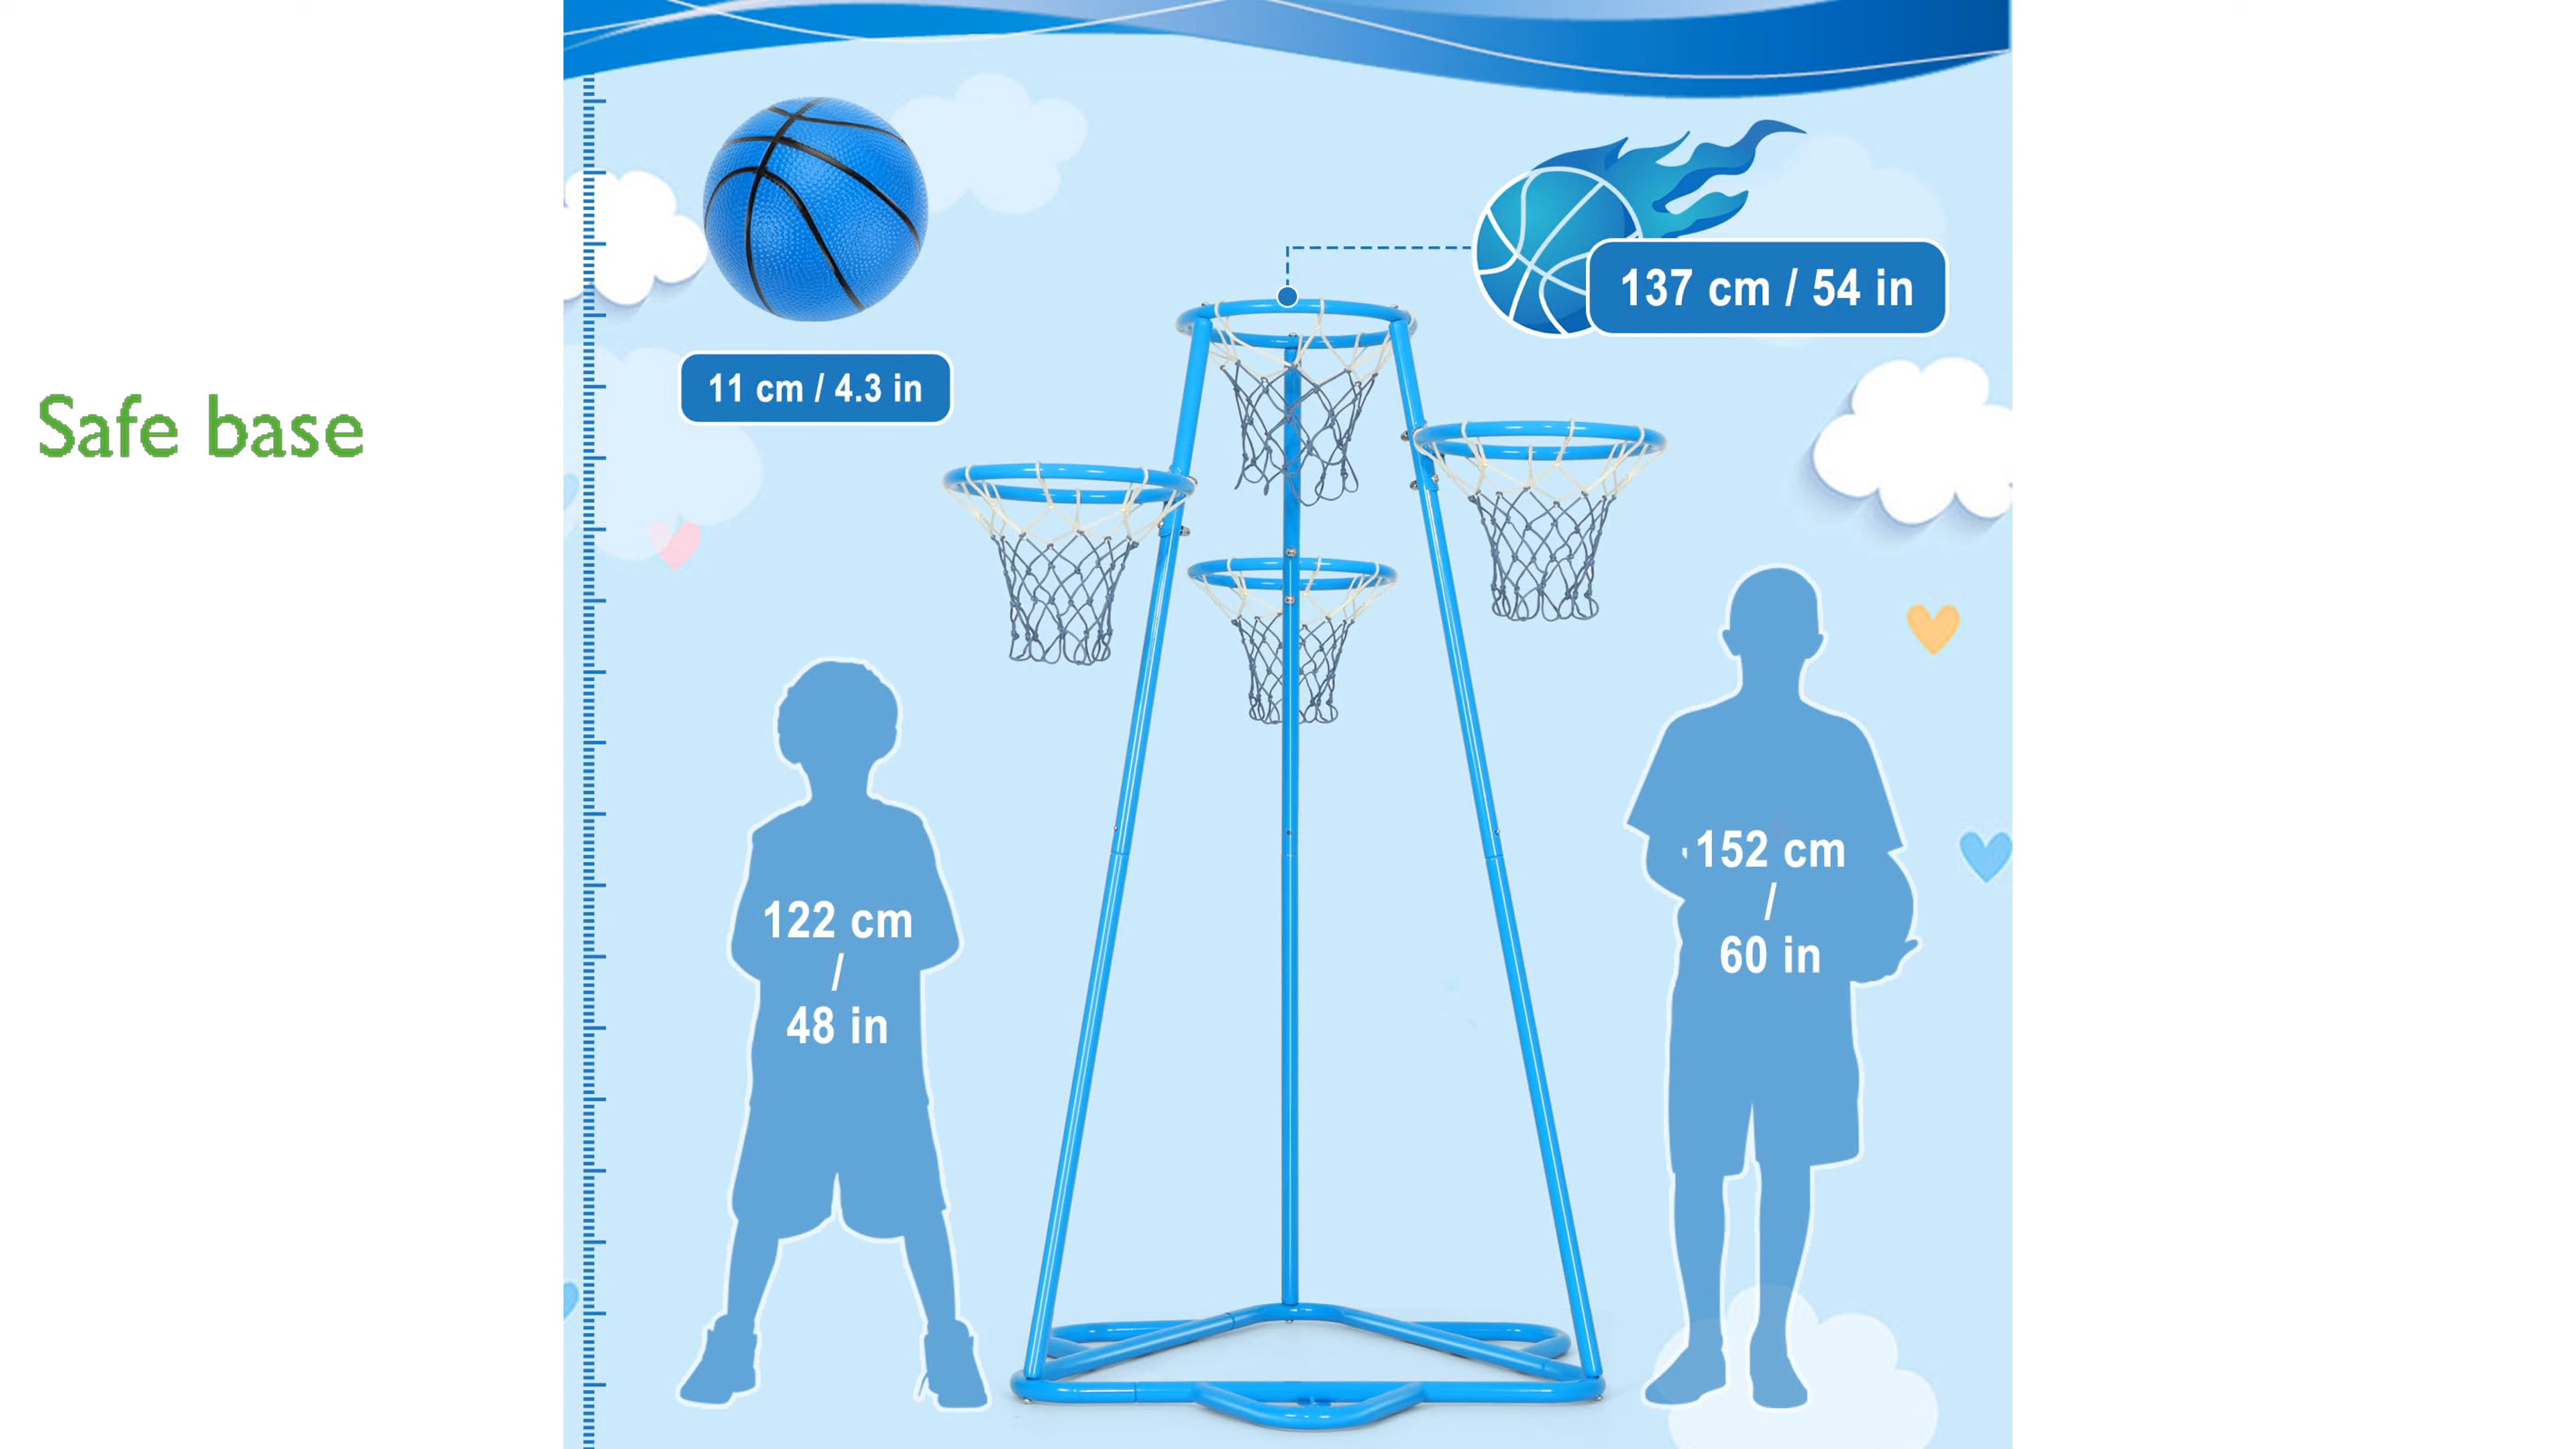 137 cm / 54 in
11 cm / 4.3 in
Safe base
152 cm
/
60 in
122 cm
/
48 in